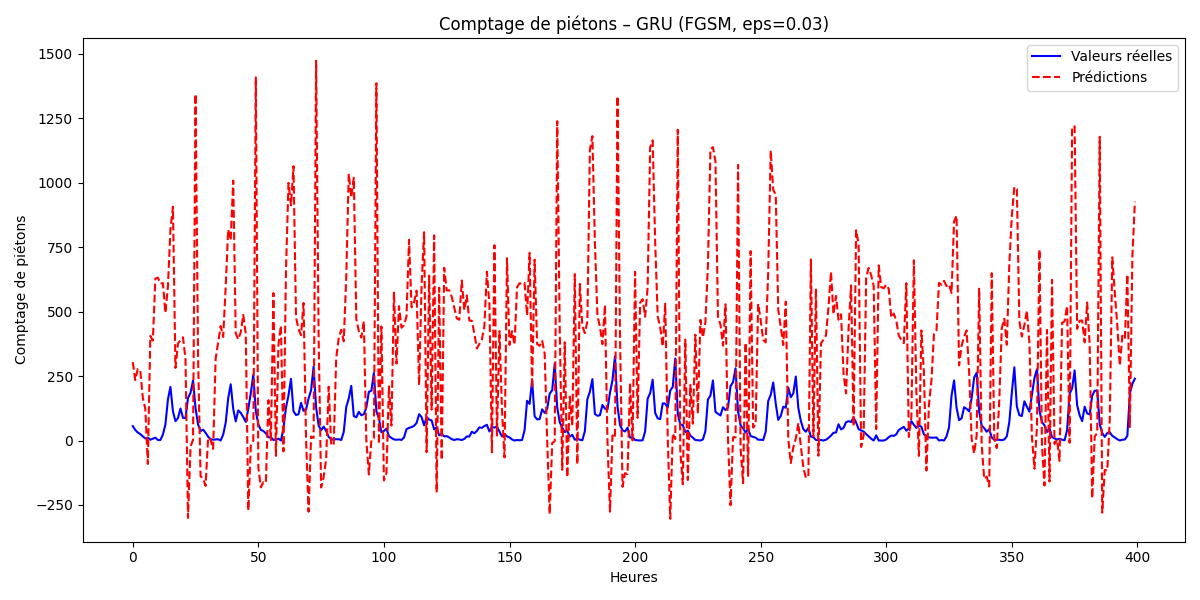 Comptage de piétons – GRU (FGSM, eps=0.03)
Valeurs réelles
Prédictions
Comptage de piétons
1500
1250
1000
750
500
250
0
−250
0 50 100 150 200 250 300 350 400
Heures